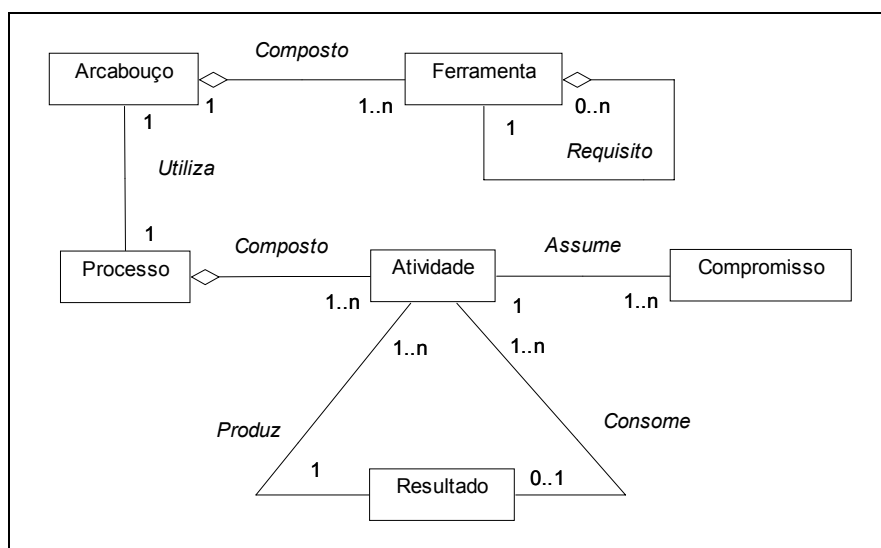 Composto
Arcabouço
Ferramenta
1
1..n
0..n
1
1
Requisito
Utiliza
1
Composto
Assume
Processo
Atividade
Compromisso
1..n
1
1..n
1..n
1..n
Produz
Consome
1
0..1
Resultado